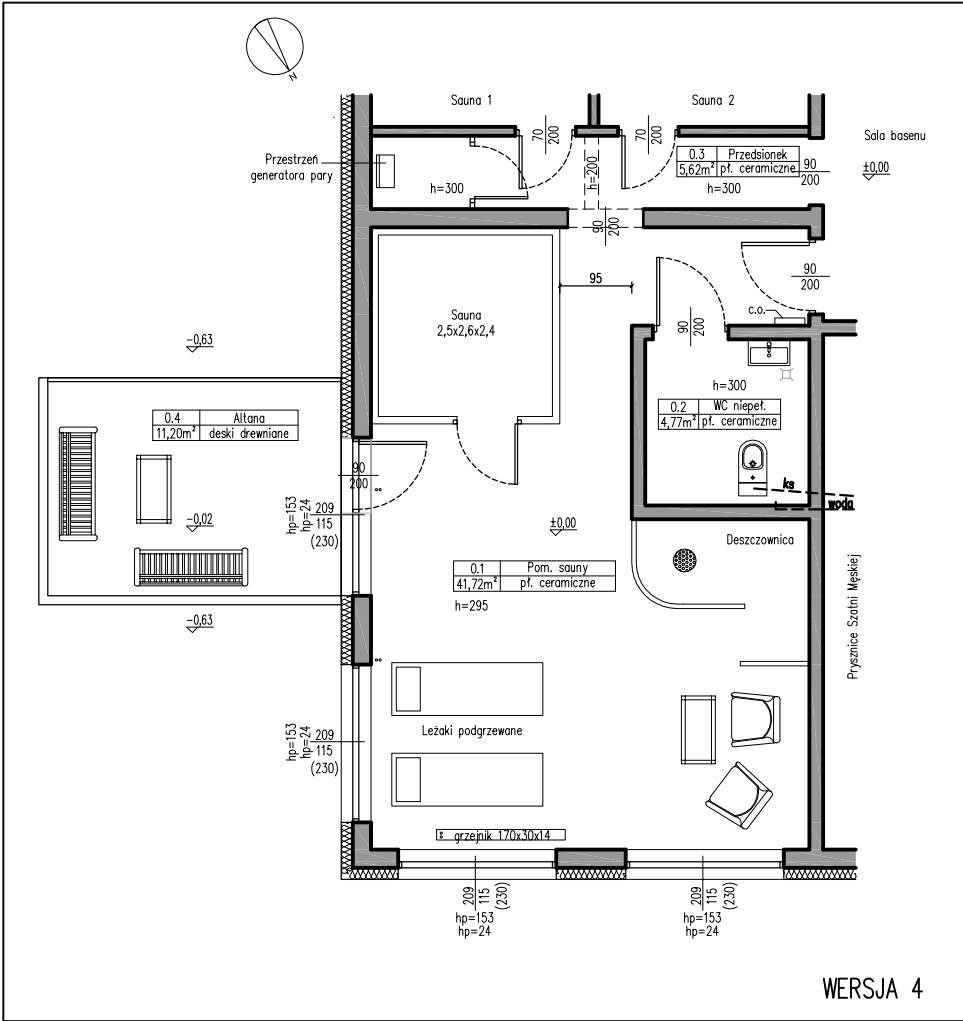 N
Sauna 1
Sauna 2
70
200
70
200
Sala basenu
±0,00
Przestrzeń
generatora pary
h=300
h=200
0.3 Przedsionek
5,62m² pł. ceramiczne
h=300
90
200
90
200
95
90
200
c.o.
Sauna
2,5x2,6x2,4
90
200
-0,63
0.4 Altana
11,20m² deski drewniane
h=300
0.2 WC niepeł.
4,77m² pł. ceramiczne
ks
woda
90
200
hp=153
hp=24
209
115
(230)
-0,02
±0,00
Deszczownica
0.1 Pom. sauny
41,72m² pł. ceramiczne
h=295
-0,63
Prysznice Szatni Męskiej
hp=153
hp=24
209
115
(230)
Leżaki podgrzewane
grzejnik 170x30x14
209
115
(230)
hp=153
hp=24
209
115
(230)
hp=153
hp=24
WERSJA 4